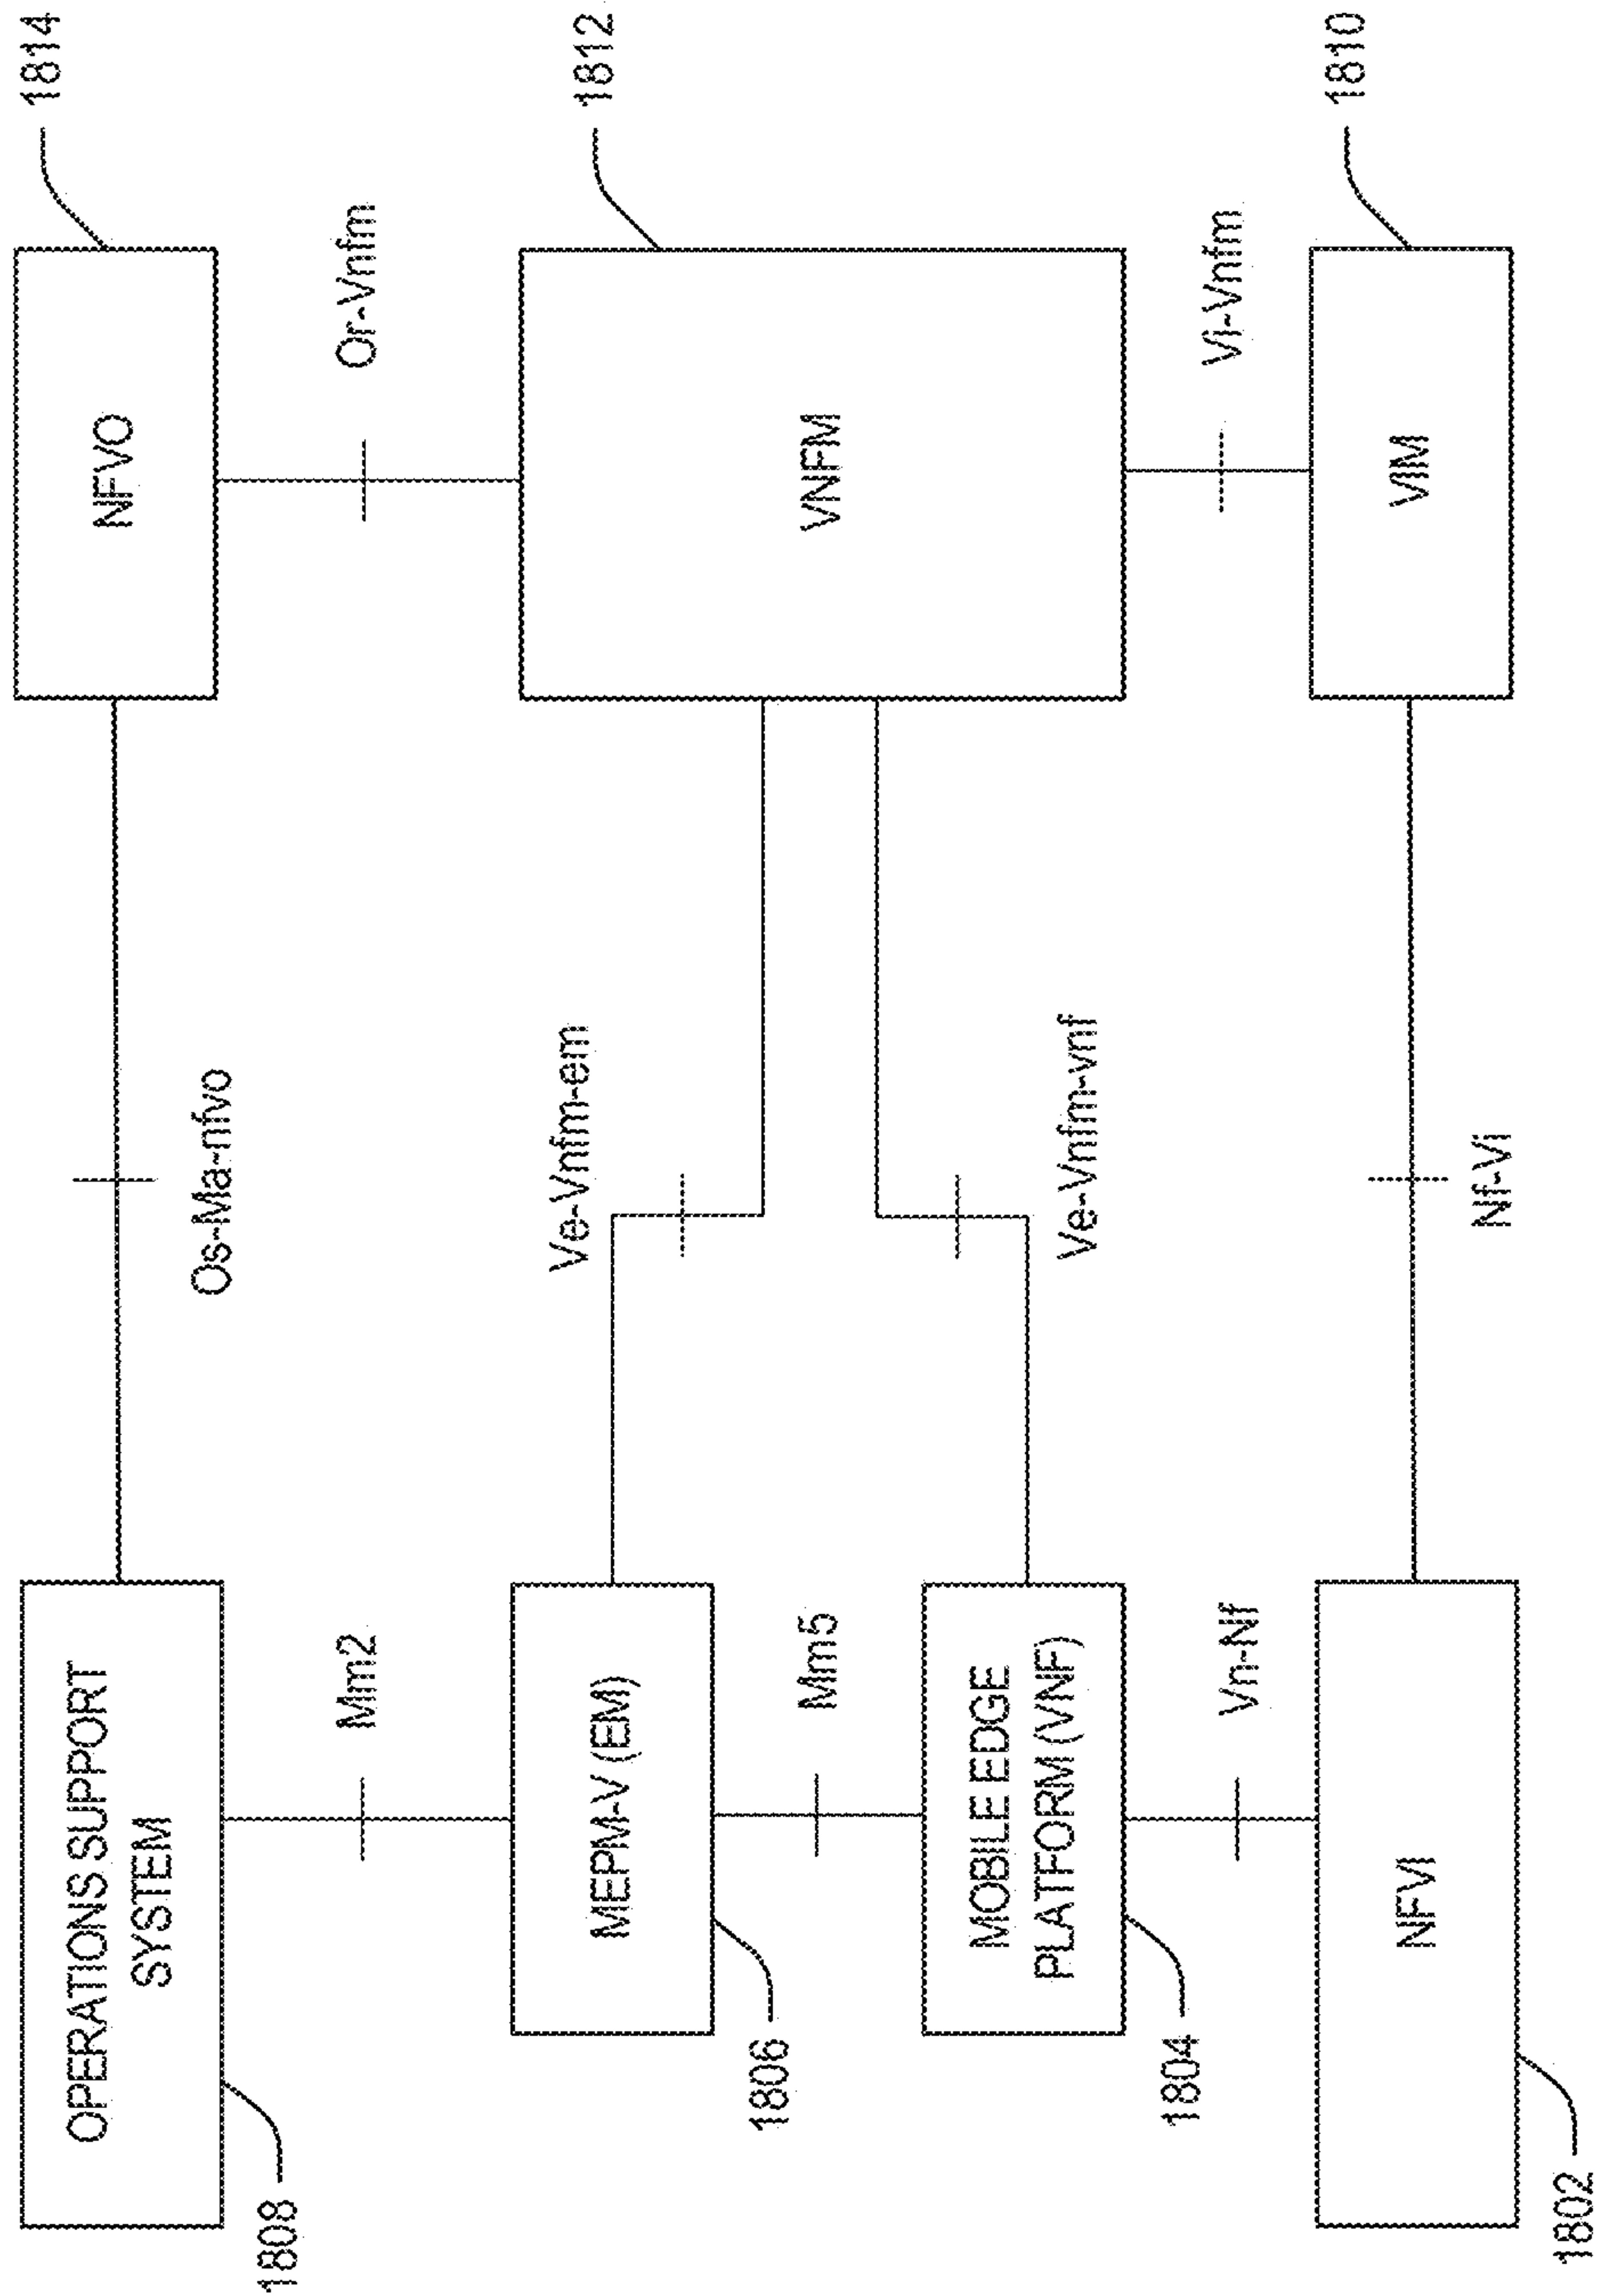 OPERATIONS SUPPORT
SYSTEM
1808
Os-Ma-nfvo
NFVO
1814
Mm2
Or-Vnfm
MEPM-V (EM)
1806
Ve-Vnfm-em
VNFM
1812
Mm5
MOBILE EDGE
PLATFORM (VNF)
1804
Ve-Vnfm-vnf
Vn-Nf
Vi-Vnfm
NFVI
1802
Nf-Vi
VIM
1810